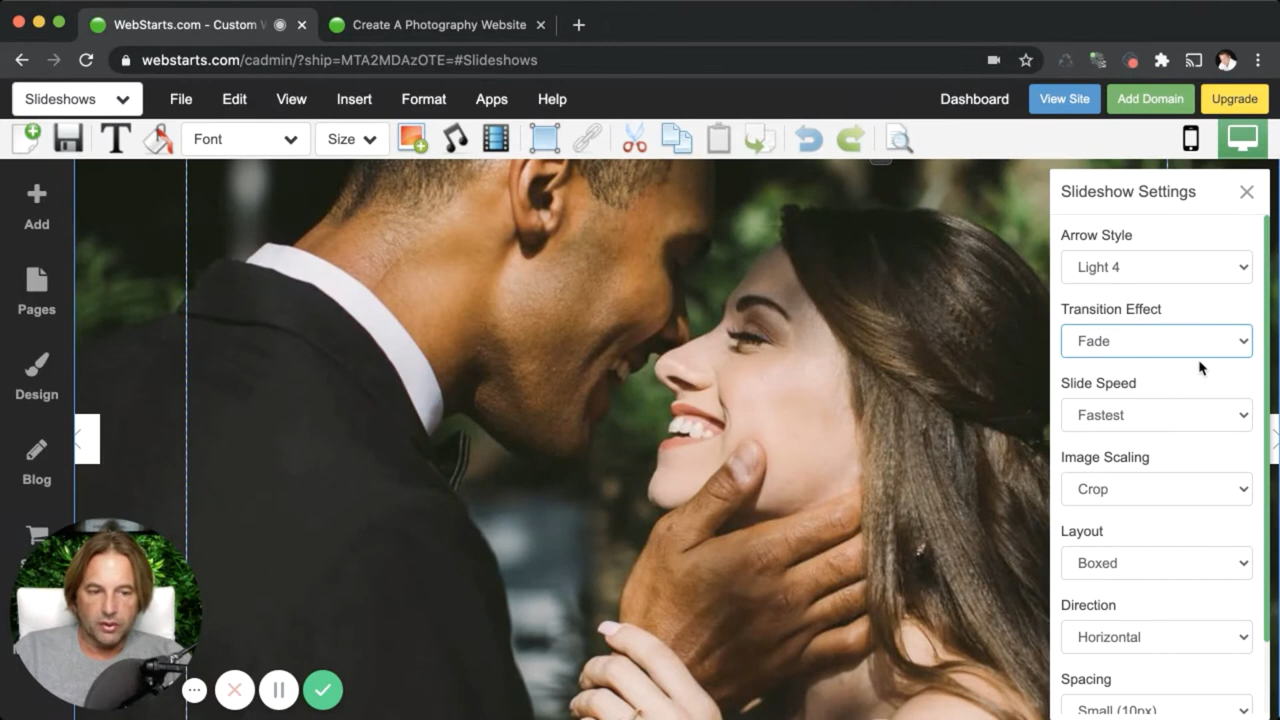 WebStarts.com - Custom
Create A Photography Website
webstarts.com/cadmin/?ship=MTA2MDAzOTE=#Slideshows
Slideshows
File
Edit
View
Insert
Format
Apps
Help
Dashboard
View Site
Add Domain
Upgrade
T
Font
Size
Add
Pages
Design
Blog
Slideshow Settings
Arrow Style
Light 4
Transition Effect
Fade
Slide Speed
Fastest
Image Scaling
Crop
Layout
Boxed
Direction
Horizontal
Spacing
Small (10px)